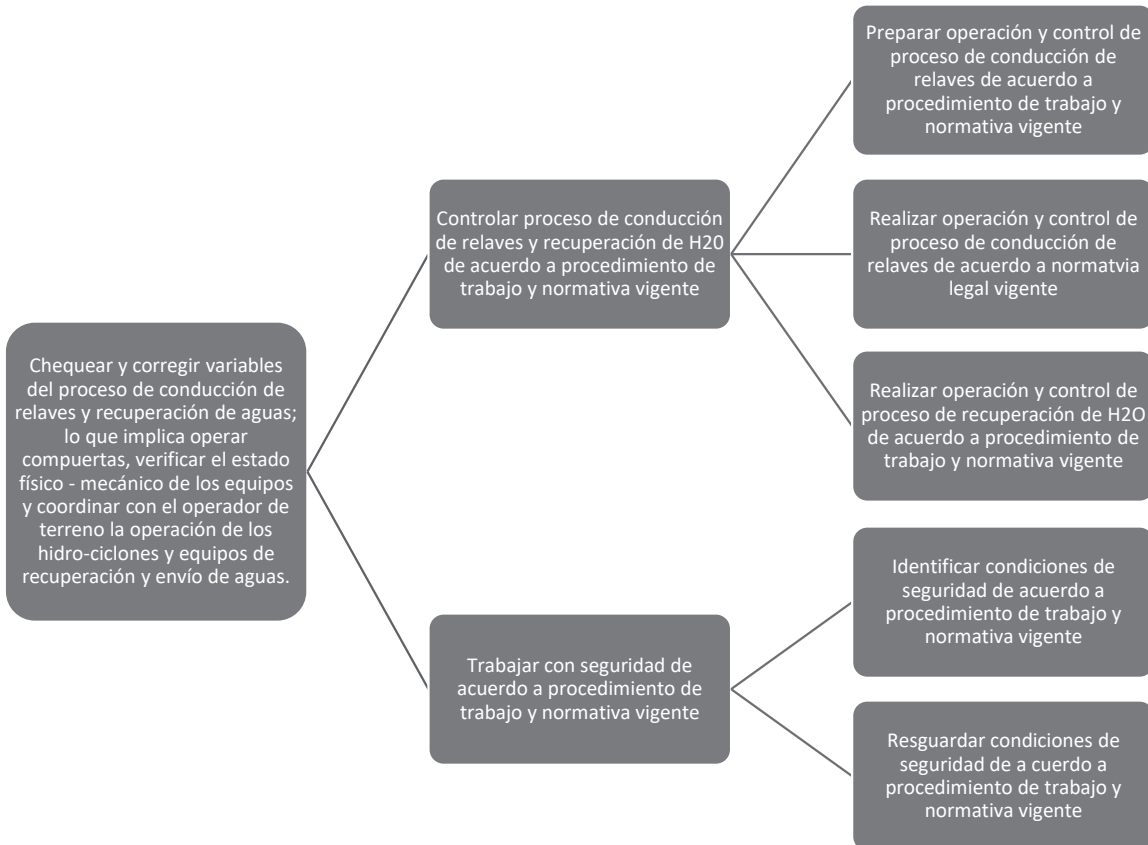 Chequear y corregir variables
del proceso de conducción de
relaves y recuperación de aguas;
lo que implica operar
compuertas, verificar el estado
físico - mecánico de los equipos
y coordinar con el operador de
terreno la operación de los
hidro-ciclones y equipos de
recuperación y envío de aguas.
Controlar proceso de conducción
de relaves y recuperación de H20
de acuerdo a procedimiento de
trabajo y normativa vigente
Preparar operación y control de
proceso de conducción de
relaves de acuerdo a
procedimiento de trabajo y
normativa vigente
Realizar operación y control de
proceso de conducción de
relaves de acuerdo a normatvia
legal vigente
Realizar operación y control de
proceso de recuperación de H2O
de acuerdo a procedimiento de
trabajo y normativa vigente
Trabajar con seguridad de
acuerdo a procedimiento de
trabajo y normativa vigente
Identificar condiciones de
seguridad de acuerdo a
procedimiento de trabajo y
normativa vigente
Resguardar condiciones de
seguridad de a cuerdo a
procedimiento de trabajo y
normativa vigente